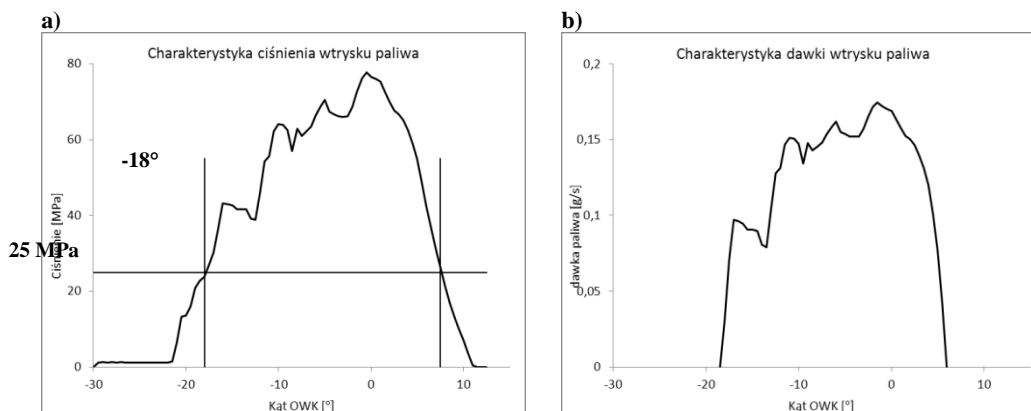 a)
Charakterystyka ciśnienia wtrysku paliwa
80
60
40
20
0
-30
-20
-10
0
10
Ciśnienie [MPa]
Kąt OWK [°]
-18°
25 MPa
b)
Charakterystyka dawki wtrysku paliwa
0,2
0,15
0,1
0,05
0
-30
-20
-10
0
10
dawka paliwa [g/s]
Kąt OWK [°]